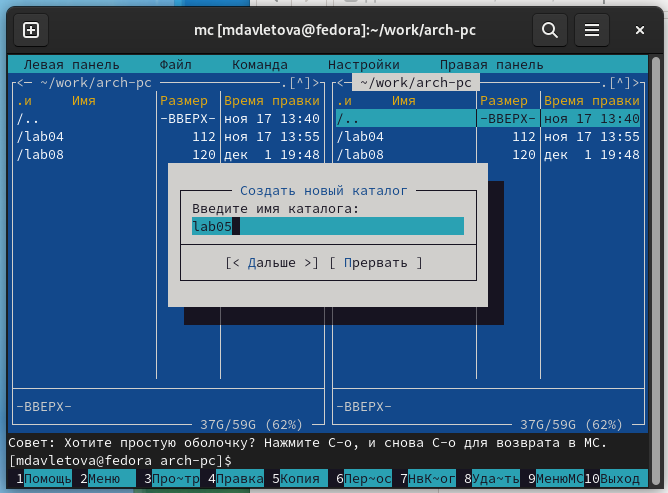 mc [mdavletova@fedora]:~/work/arch-pc
Левая панель Файл Команда Настройки Правая панель
<─ ~/work/arch-pc .[^]> <─ ~/work/arch-pc .[^]>
.и Имя Размер Время правки .и Имя Размер Время правки
/.. -ВВЕРХ- ноя 17 13:40 /.. -ВВЕРХ- ноя 17 13:40
/lab04 112 ноя 17 13:55 /lab04 112 ноя 17 13:55
/lab08 120 дек 1 19:48 /lab08 120 дек 1 19:48
Создать новый каталог
Введите имя каталога:
lab05
[< Дальше >] [ Прервать ]
-ВВЕРХ- -ВВЕРХ-
37G/59G (62%) 37G/59G (62%)
Совет: Хотите простую оболочку? Нажмите C-o, и снова C-o для возврата в MC.
[mdavletova@fedora arch-pc]$
1Помощь 2Меню 3Про~тр 4Правка 5Копия 6Пер~ос 7НвК~ог 8Уда~ть 9МенюMC 10Выход